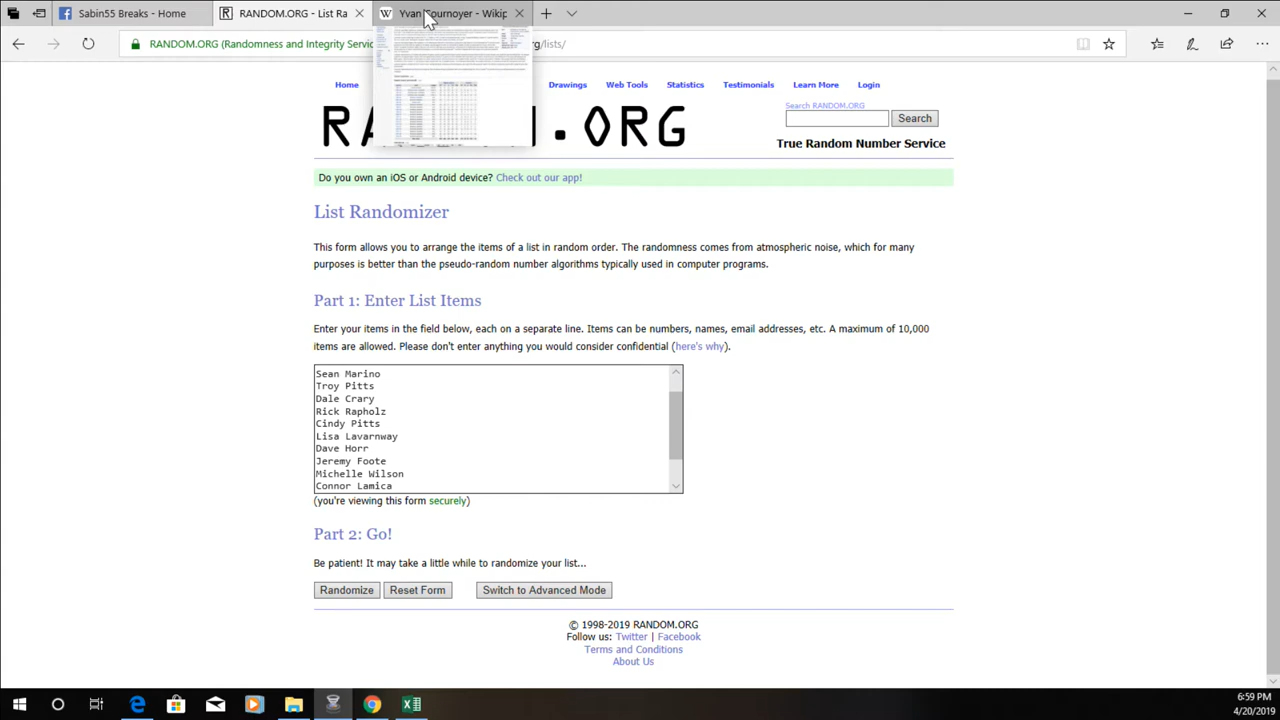 Sabin55 Breaks - Home
RANDOM.ORG - List Ra
Yvan Cournoyer - Wikip
RANDOM.ORG (Randomness and Integrity Servic
rg/lists/
Home
Drawings
Web Tools
Statistics
Testimonials
Learn More
Login
Search RANDOM.ORG
Search
True Random Number Service
Do you own an iOS or Android device? Check out our app!
List Randomizer
This form allows you to arrange the items of a list in random order. The randomness comes from atmospheric noise, which for many
purposes is better than the pseudo-random number algorithms typically used in computer programs.
Part 1: Enter List Items
Enter your items in the field below, each on a separate line. Items can be numbers, names, email addresses, etc. A maximum of 10,000
items are allowed. Please don't enter anything you would consider confidential (here's why).
Sean Marino
Troy Pitts
Dale Crary
Rick Rapholz
Cindy Pitts
Lisa Lavarnway
Dave Horr
Jeremy Foote
Michelle Wilson
Connor Lamica
(you're viewing this form securely)
Part 2: Go!
Be patient! It may take a little while to randomize your list...
Randomize
Reset Form
Switch to Advanced Mode
© 1998-2019 RANDOM.ORG
Follow us: Twitter | Facebook
Terms and Conditions
About Us
6:59 PM
4/20/2019